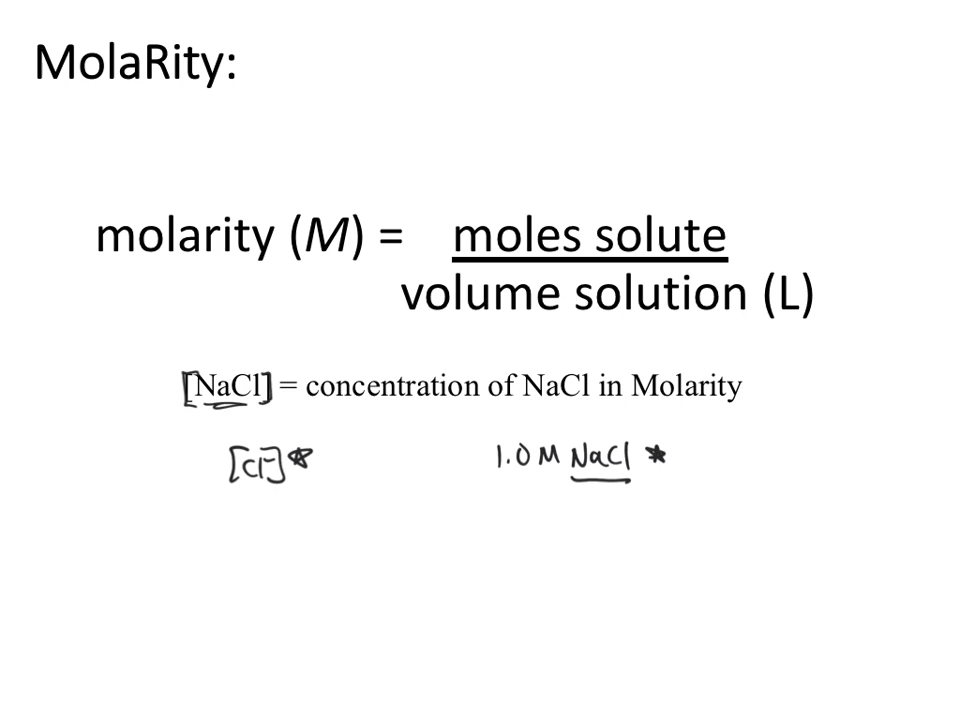 MolaRity:
molarity (M) = moles solute
volume solution (L)
[NaCl] = concentration of NaCl in Molarity
[Cl⁻]* 1.0 M NaCl *